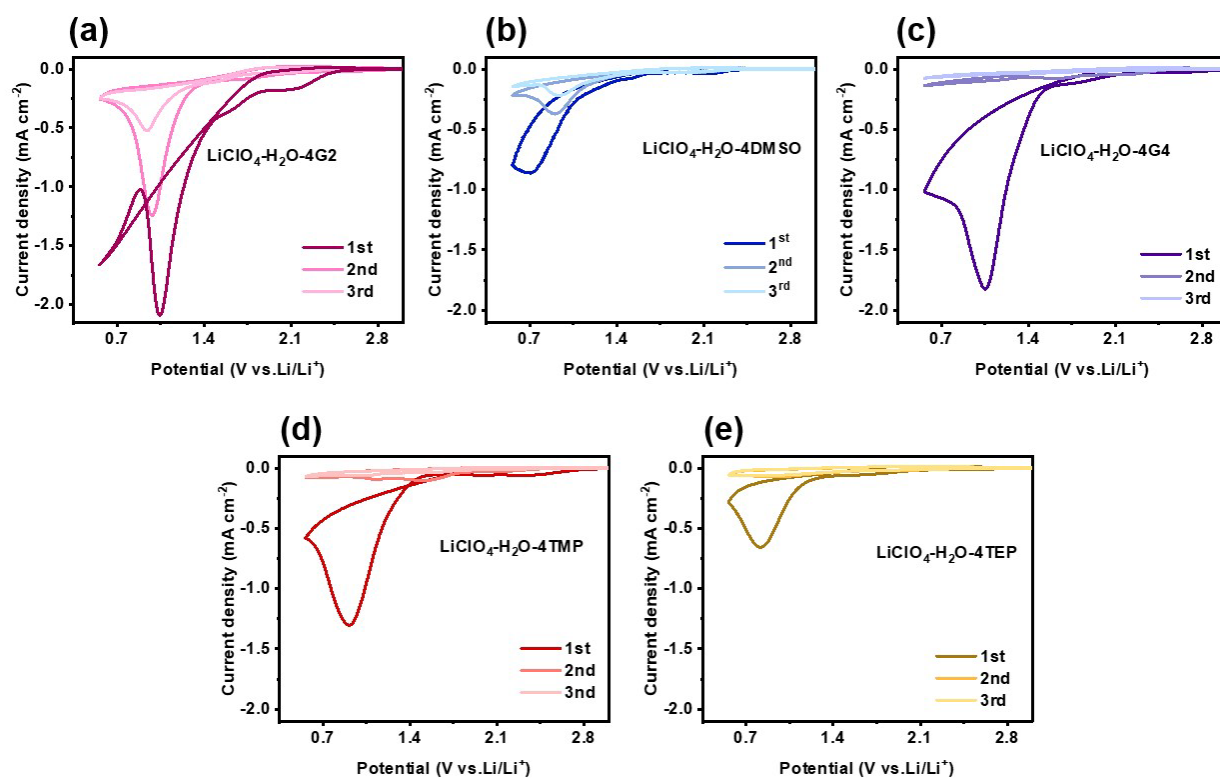 (a)
Current density (mA cm⁻²)
0.0
-0.5
-1.0
-1.5
-2.0
LiClO₄-H₂O-4G2
1st
2nd
3rd
0.7 1.4 2.1 2.8
Potential (V vs.Li/Li⁺)
(b)
Current density (mA cm⁻²)
0.0
-0.5
-1.0
-1.5
-2.0
LiClO₄-H₂O-4DMSO
1ˢᵗ
2ⁿᵈ
3ʳᵈ
0.7 1.4 2.1 2.8
Potential (V vs.Li/Li⁺)
(c)
Current density (mA cm⁻²)
0.0
-0.5
-1.0
-1.5
-2.0
LiClO₄-H₂O-4G4
1st
2nd
3rd
0.7 1.4 2.1 2.8
Potential (V vs.Li/Li⁺)
(d)
Current density (mA cm⁻²)
0.0
-0.5
-1.0
-1.5
-2.0
LiClO₄-H₂O-4TMP
1st
2nd
3nd
0.7 1.4 2.1 2.8
Potential (V vs.Li/Li⁺)
(e)
Current density (mA cm⁻²)
0.0
-0.5
-1.0
-1.5
-2.0
LiClO₄-H₂O-4TEP
1st
2nd
3rd
0.7 1.4 2.1 2.8
Potential (V vs.Li/Li⁺)